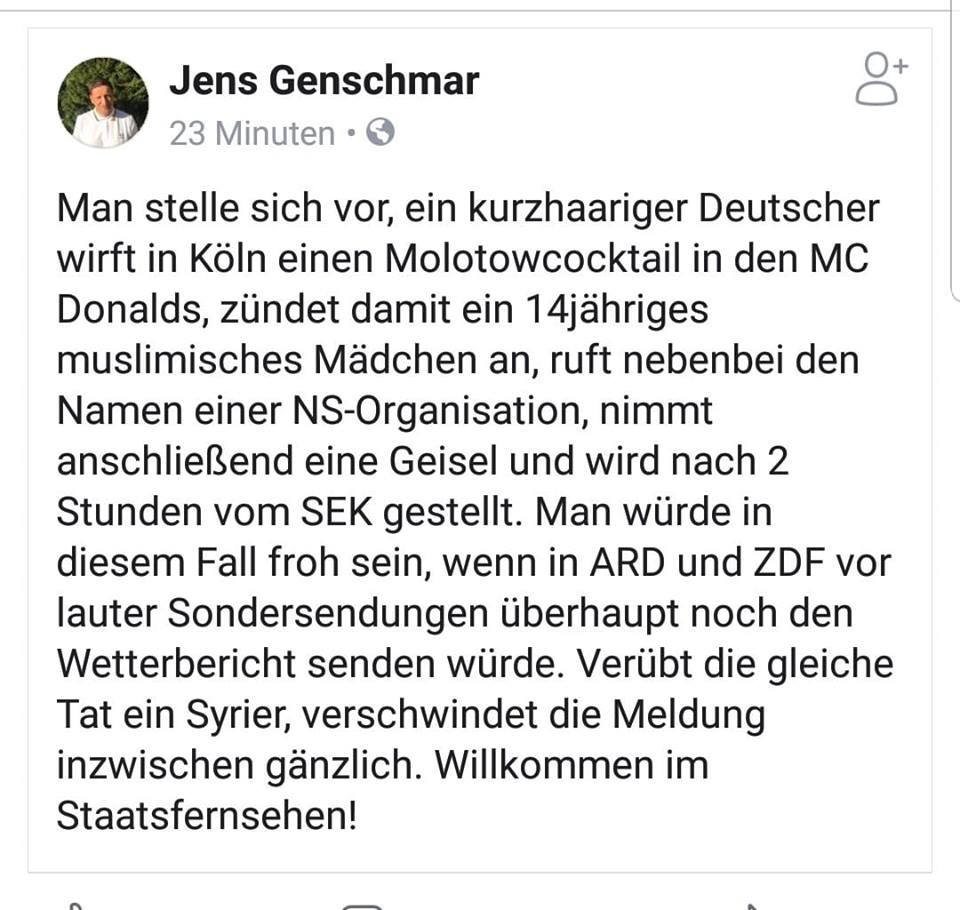 Jens Genschmar
23 Minuten •
Man stelle sich vor, ein kurzhaariger Deutscher
wirft in Köln einen Molotowcocktail in den MC
Donalds, zündet damit ein 14jähriges
muslimisches Mädchen an, ruft nebenbei den
Namen einer NS-Organisation, nimmt
anschließend eine Geisel und wird nach 2
Stunden vom SEK gestellt. Man würde in
diesem Fall froh sein, wenn in ARD und ZDF vor
lauter Sondersendungen überhaupt noch den
Wetterbericht senden würde. Verübt die gleiche
Tat ein Syrier, verschwindet die Meldung
inzwischen gänzlich. Willkommen im
Staatsfernsehen!